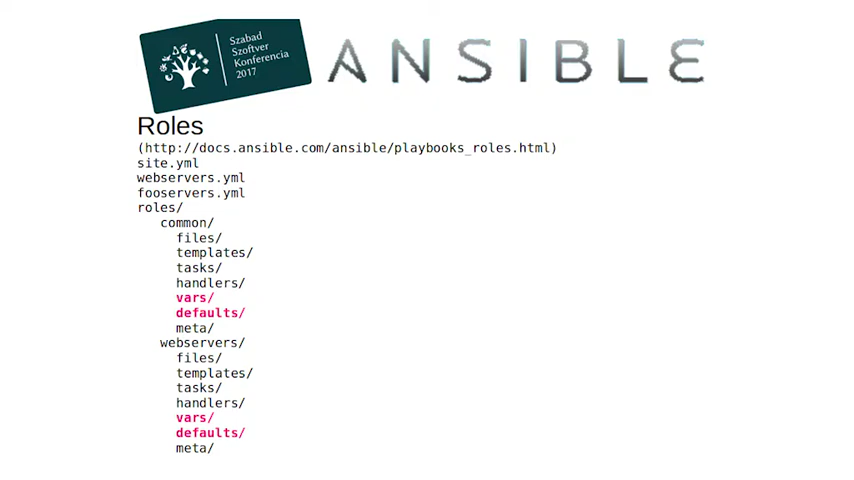 Szabad
Szoftver
Konferencia
2017
ANSIBLE
Roles
(http://docs.ansible.com/ansible/playbooks_roles.html)
site.yml
webservers.yml
fooservers.yml
roles/
common/
files/
templates/
tasks/
handlers/
vars/
defaults/
meta/
webservers/
files/
templates/
tasks/
handlers/
vars/
defaults/
meta/